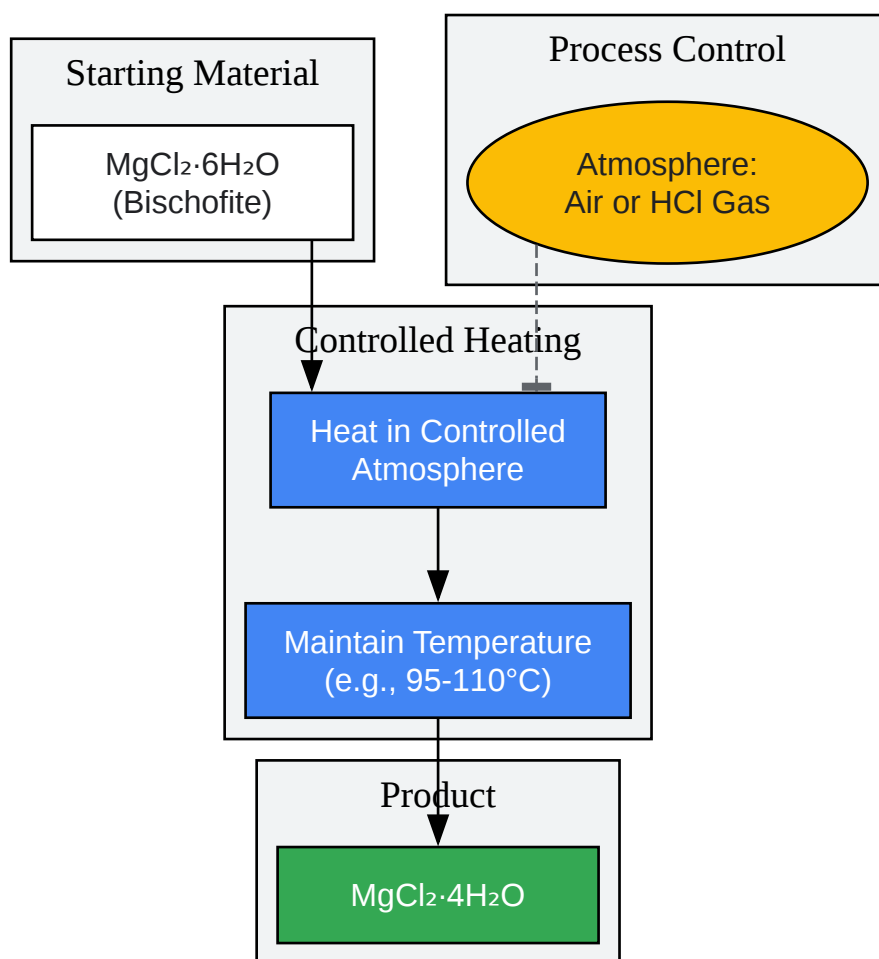 Starting Material
MgCl₂·6H₂O
(Bischofite)
Process Control
Atmosphere:
Air or HCl Gas
Controlled Heating
Heat in Controlled
Atmosphere
Maintain Temperature
(e.g., 95-110°C)
Product
MgCl₂·4H₂O